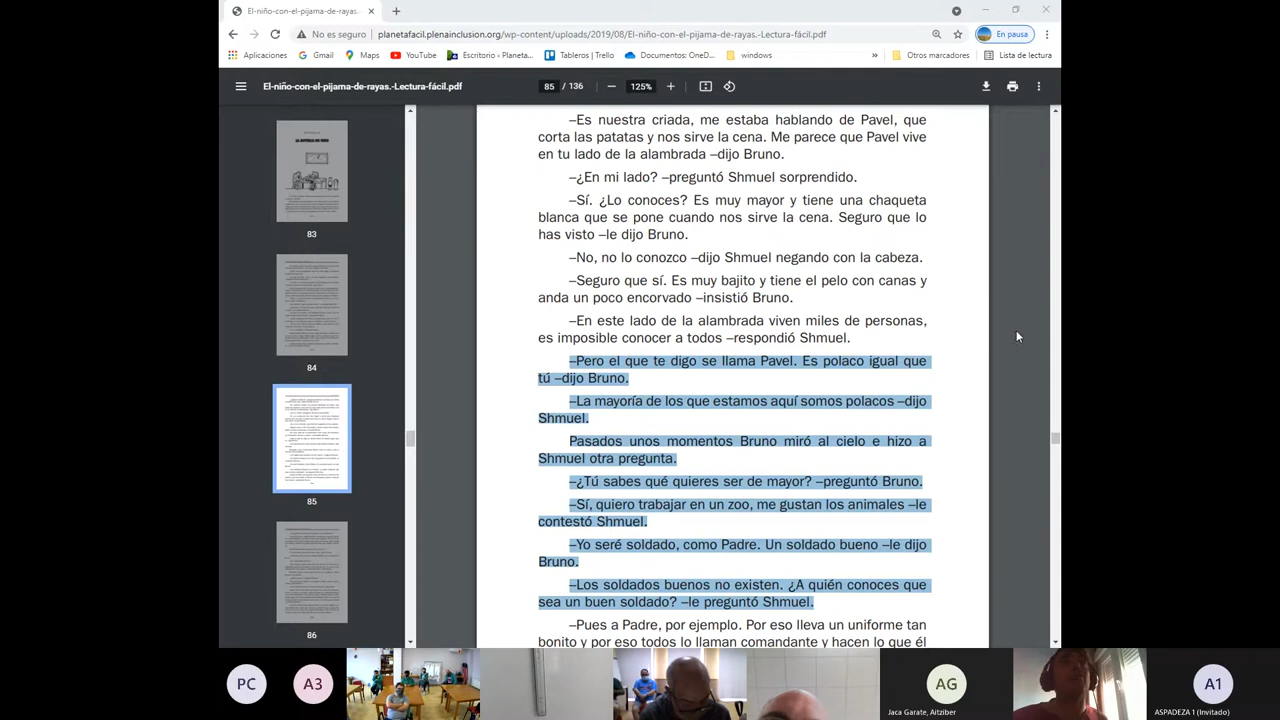 El-niño-con-el-pijama-de-rayas.-
No es seguro
planetafacil.plenainclusion.org/wp-content/uploads/2019/08/El-niño-con-el-pijama-de-rayas.-Lectura-fácil.pdf
En pausa
Aplicaciones
Gmail
Maps
YouTube
Escritorio – Planeta...
Tableros | Trello
Documentos: OneD...
windows
»
Otros marcadores
Lista de lectura
El-niño-con-el-pijama-de-rayas.-Lectura-fácil.pdf
85 / 136
125%
83
84
85
86
–Es nuestra criada, me estaba hablando de Pavel, que
corta las patatas y nos sirve la cena. Me parece que Pavel vive
en tu lado de la alambrada –dijo Bruno.
–¿En mi lado? –preguntó Shmuel sorprendido.
–Sí. ¿Lo conoces? Es muy mayor y tiene una chaqueta
blanca que se pone cuando nos sirve la cena. Seguro que lo
has visto –le dijo Bruno.
–No, no lo conozco –dijo Shmuel negando con la cabeza.
–Seguro que sí. Es muy bajo y tiene el pelo con canas y
anda un poco encorvado –insistió Bruno.
–En este lado de la alambrada viven miles de personas,
es imposible conocer a todos –respondió Shmuel.
–Pero el que te digo se llama Pavel. Es polaco igual que
tú –dijo Bruno.
–La mayoría de los que estamos aquí somos polacos –dijo
Shmuel.
Pasados unos momentos Bruno miró al cielo e hizo a
Shmuel otra pregunta.
–¿Tú sabes qué quieres ser de mayor? –preguntó Bruno.
–Sí, quiero trabajar en un zoo, me gustan los animales –le
contestó Shmuel.
–Yo seré soldado, como Padre. Un soldado bueno –le dijo
Bruno.
–Los soldados buenos no existen. ¿A quién conoces que
sea un buen soldado? –le preguntó Shmuel.
–Pues a Padre, por ejemplo. Por eso lleva un uniforme tan
bonito y por eso todos lo llaman comandante y hacen lo que él
PC
A3
AG
Jaca Garate, Aitziber
A1
ASPADEZA 1 (Invitado)